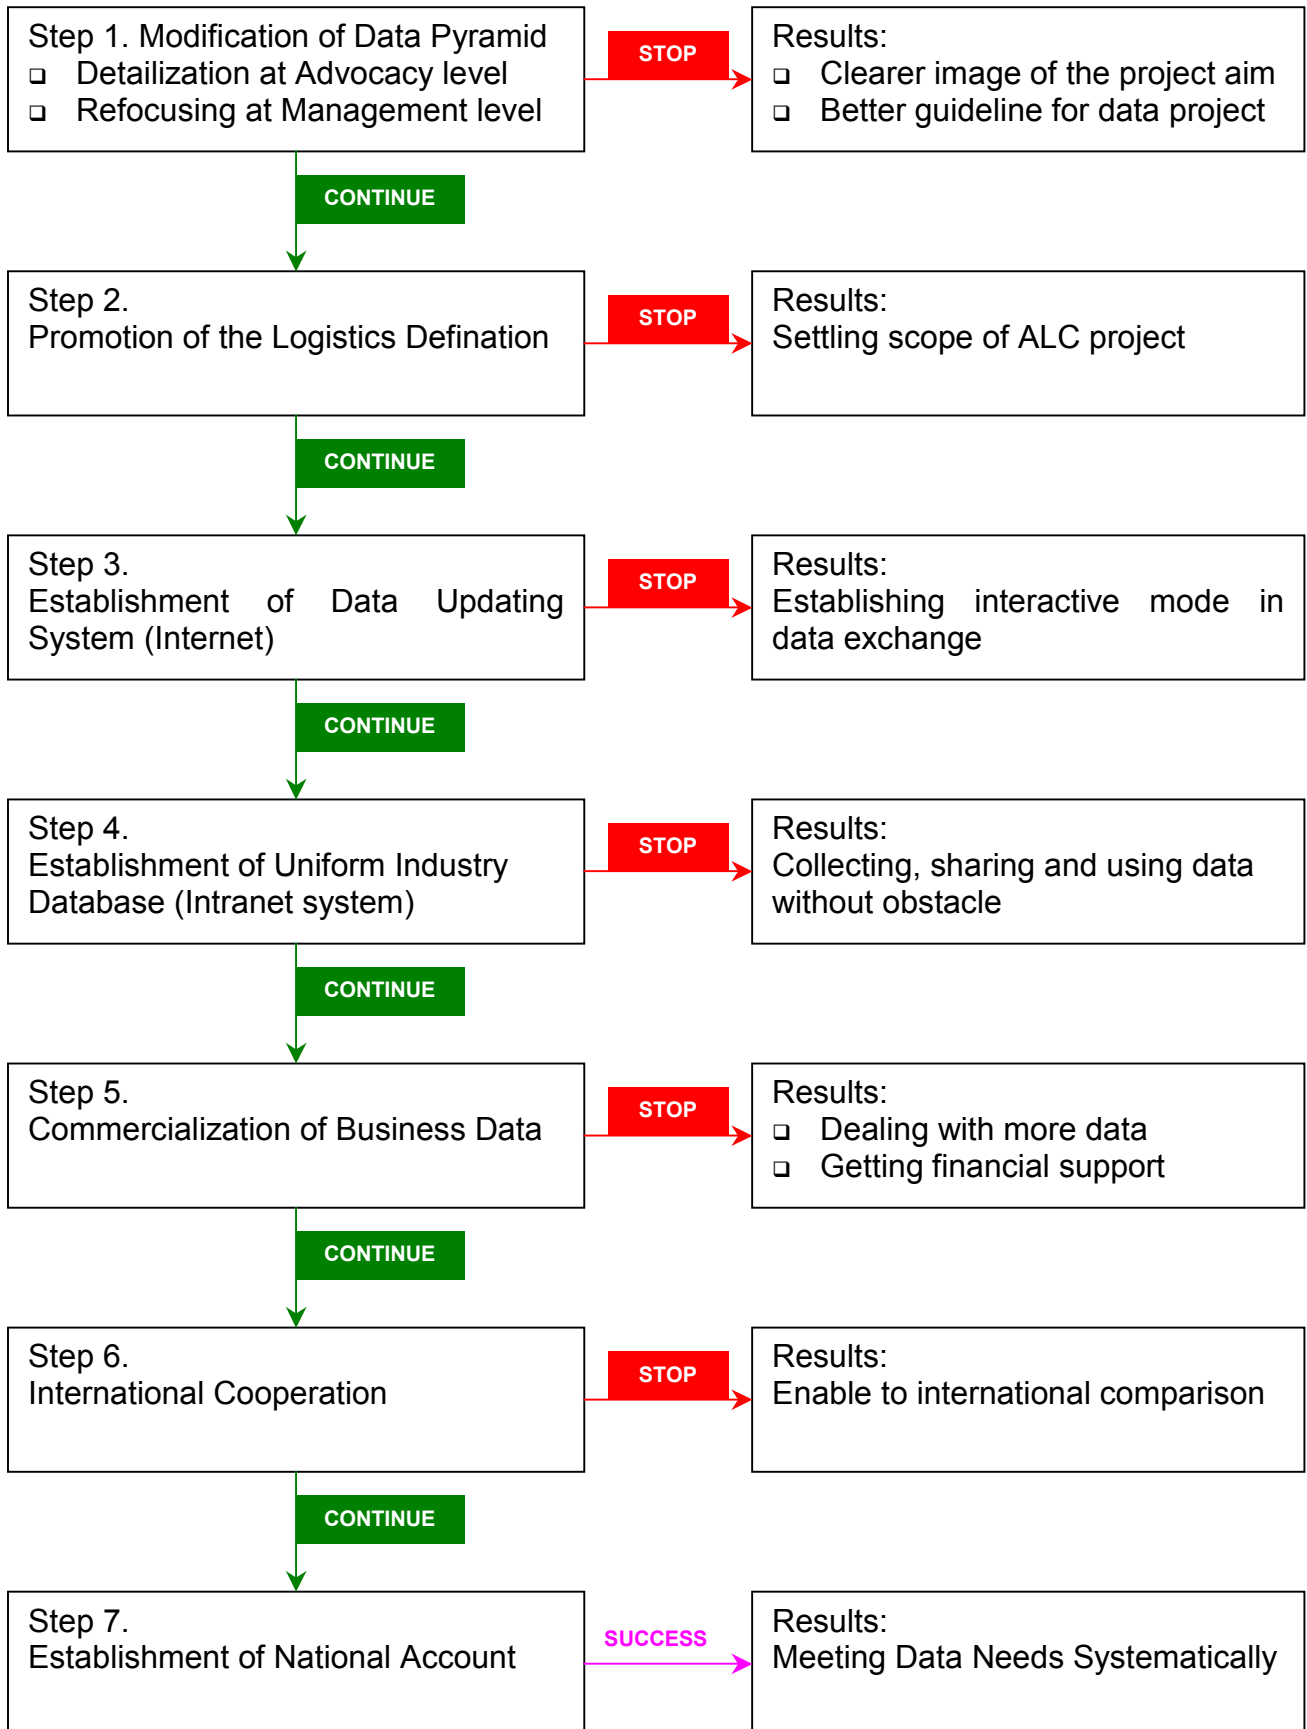 Step 1. Modification of Data Pyramid
❑ Detailization at Advocacy level
❑ Refocusing at Management level
STOP
Results:
❑ Clearer image of the project aim
❑ Better guideline for data project
CONTINUE
Step 2.
Promotion of the Logistics Defination
STOP
Results:
Settling scope of ALC project
CONTINUE
Step 3.
Establishment of Data Updating
System (Internet)
STOP
Results:
Establishing interactive mode in
data exchange
CONTINUE
Step 4.
Establishment of Uniform Industry
Database (Intranet system)
STOP
Results:
Collecting, sharing and using data
without obstacle
CONTINUE
Step 5.
Commercialization of Business Data
STOP
Results:
❑ Dealing with more data
❑ Getting financial support
CONTINUE
Step 6.
International Cooperation
STOP
Results:
Enable to international comparison
CONTINUE
Step 7.
Establishment of National Account
SUCCESS
Results:
Meeting Data Needs Systematically